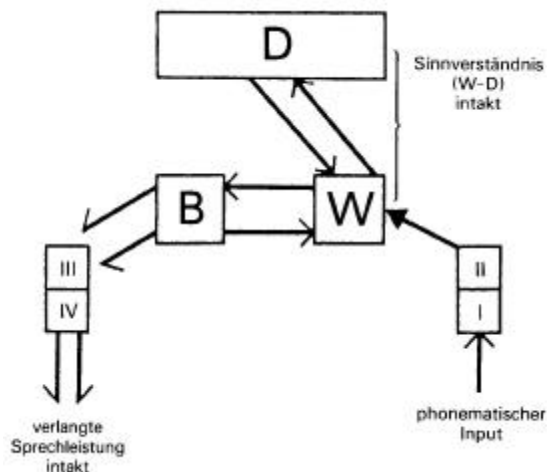 D
Sinnverständnis
(W-D)
intakt
B
W
III
IV
II
I
verlangte
Sprechleistung
intakt
phonematischer
Input